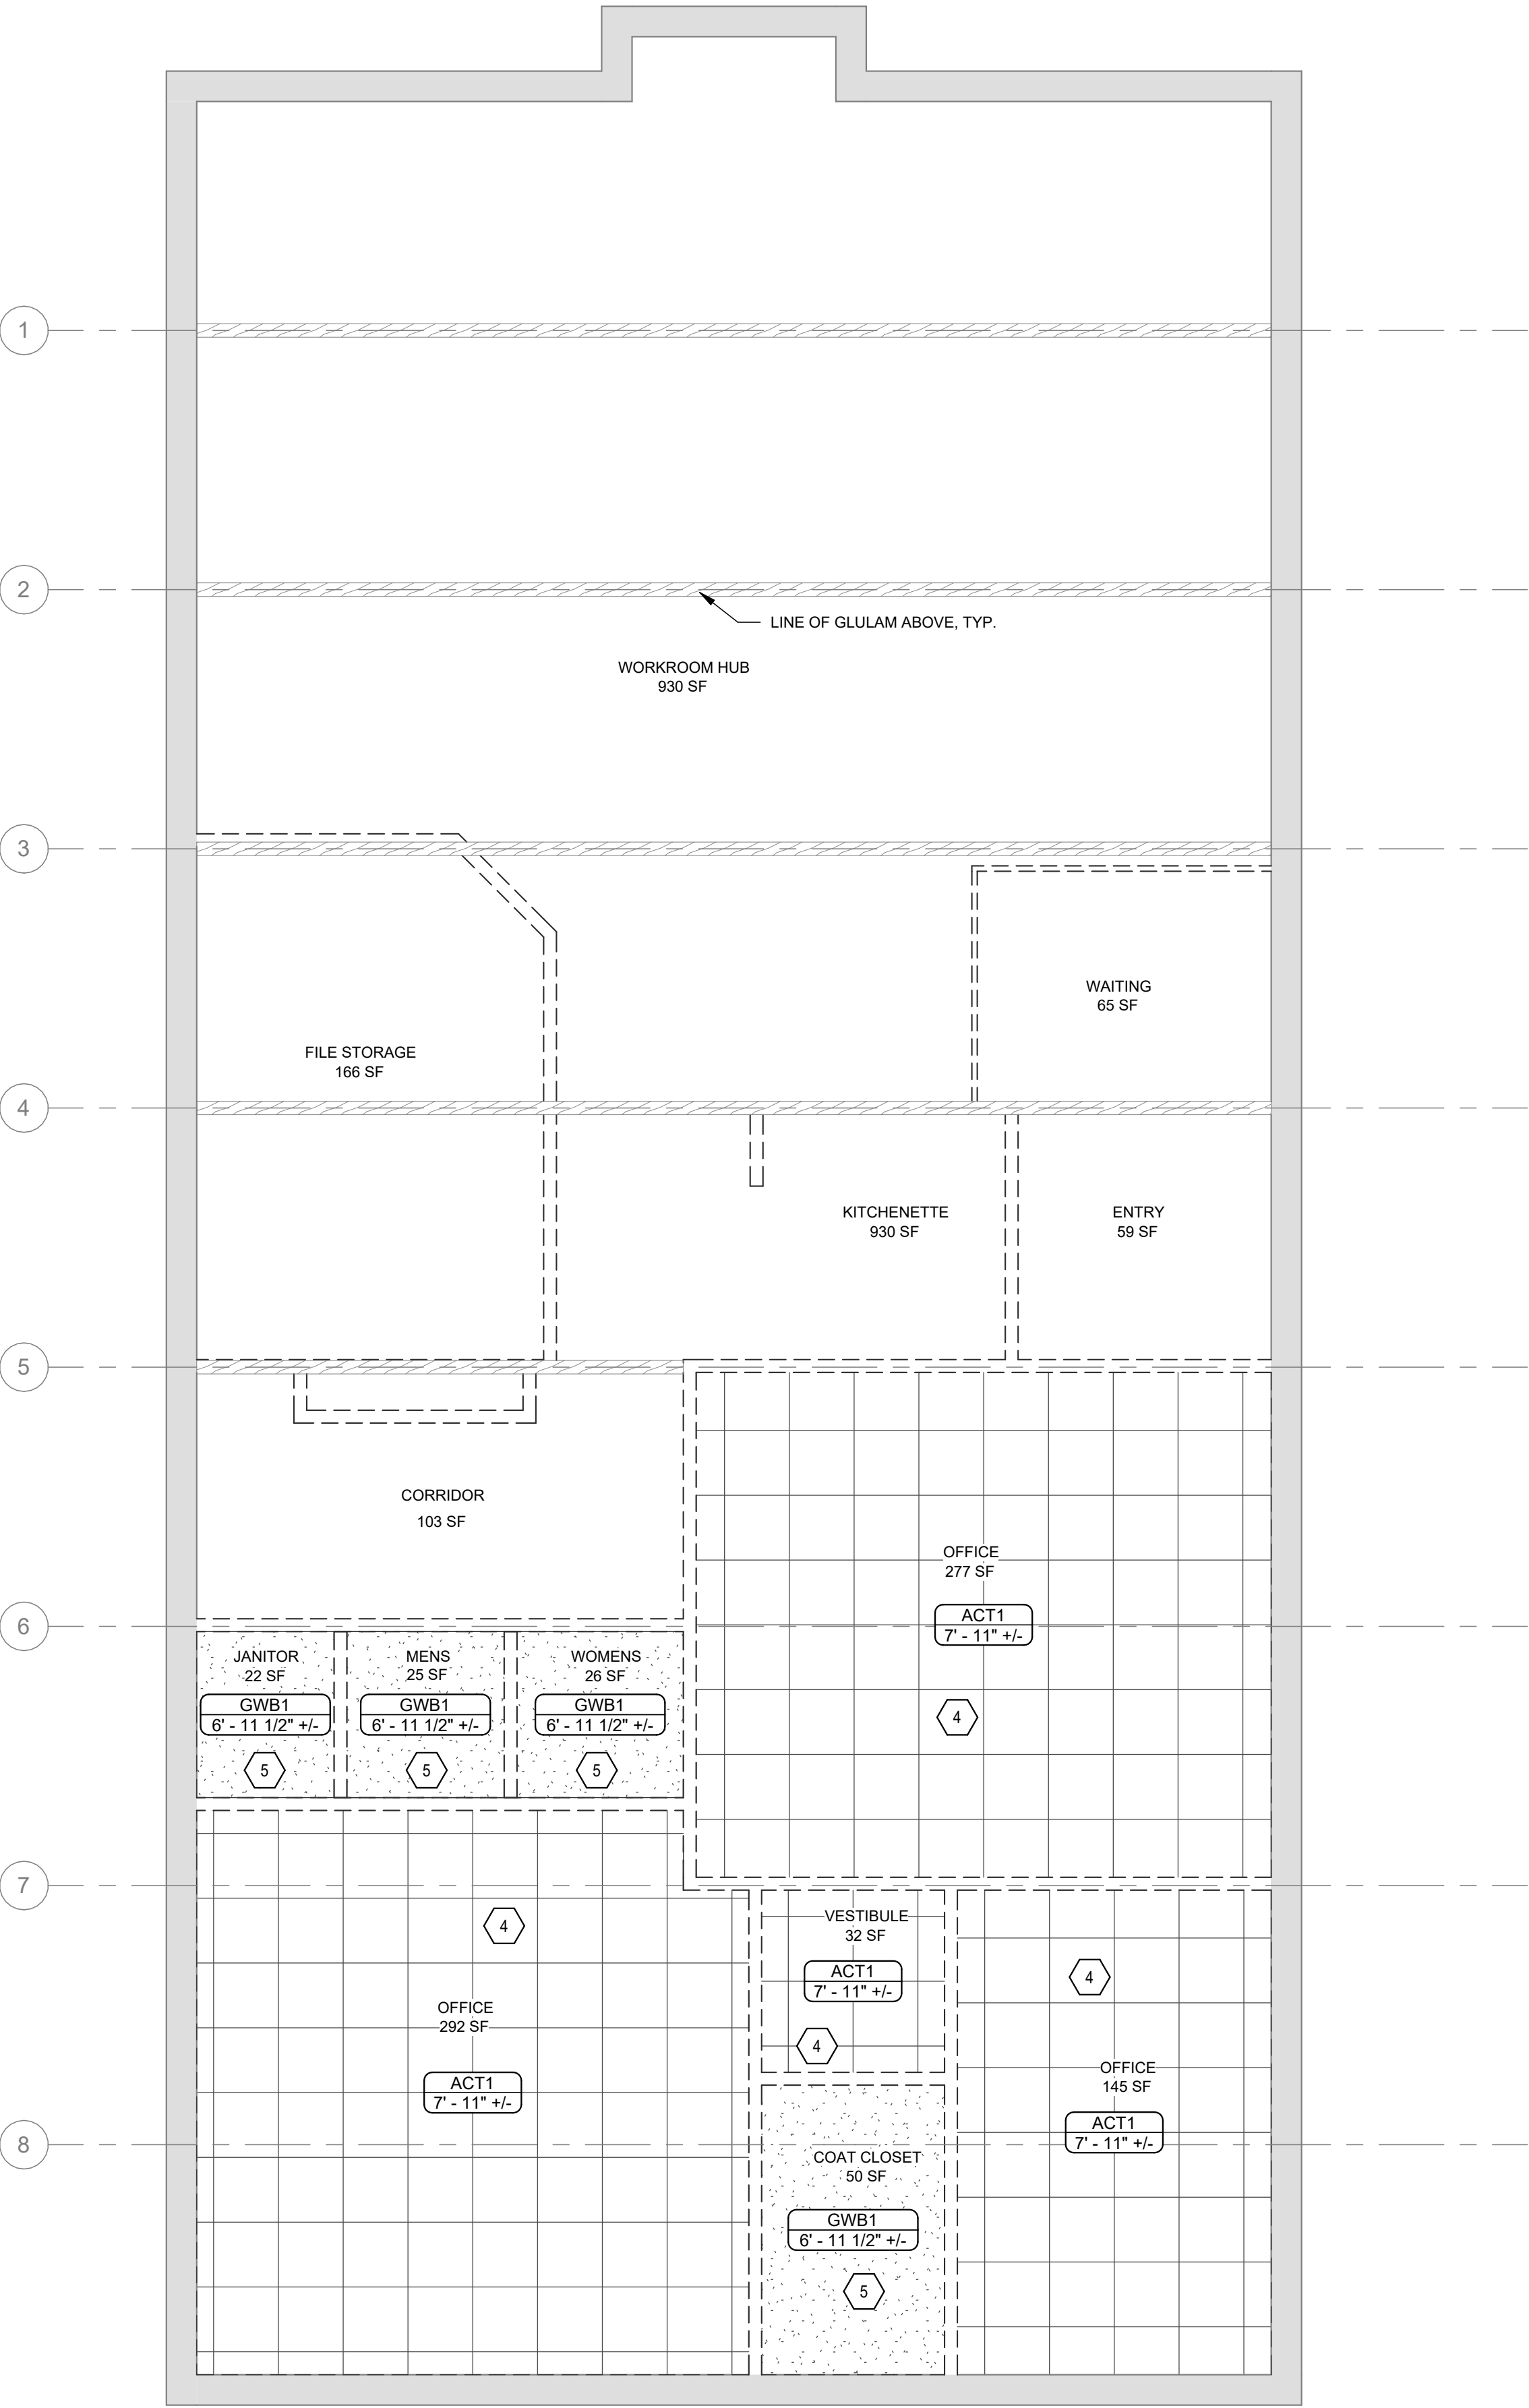 1
2
LINE OF GLULAM ABOVE, TYP.
WORKROOM HUB
930 SF
3
WAITING
65 SF
FILE STORAGE
166 SF
4
KITCHENETTE
930 SF
ENTRY
59 SF
5
CORRIDOR
103 SF
OFFICE
277 SF
ACT1
7' - 11" +/-
6
JANITOR
22 SF
GWB1
6' - 11 1/2" +/-
5
MENS
25 SF
GWB1
6' - 11 1/2" +/-
5
WOMENS
26 SF
GWB1
6' - 11 1/2" +/-
5
4
7
4
VESTIBULE
32 SF
ACT1
7' - 11" +/-
4
4
OFFICE
292 SF
ACT1
7' - 11" +/-
OFFICE
145 SF
ACT1
7' - 11" +/-
8
COAT CLOSET
50 SF
GWB1
6' - 11 1/2" +/-
5